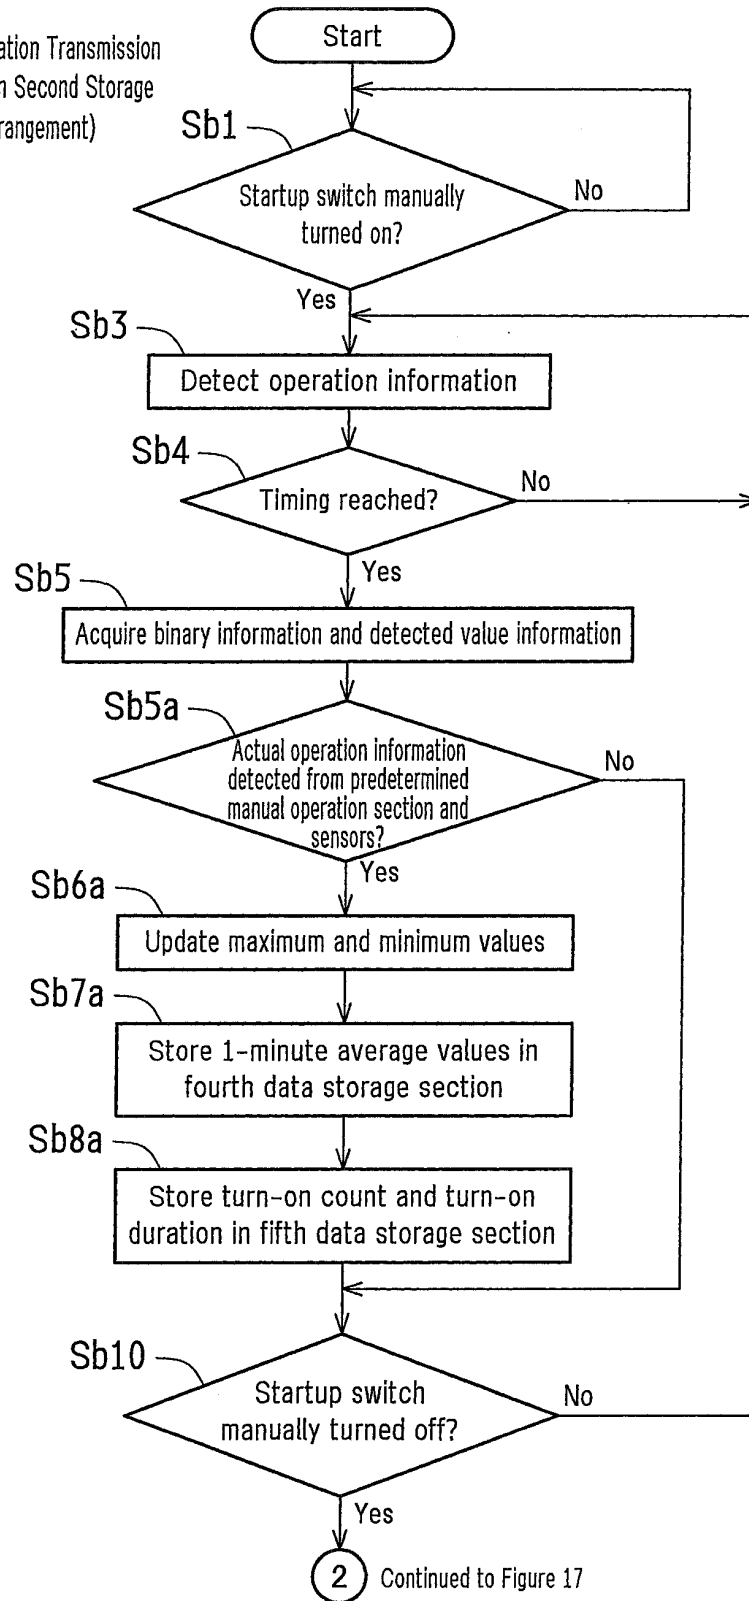 Start
ation Transmission
n Second Storage
rangement)
Sb1
Startup switch manually
turned on?
No
Yes
Sb3
Detect operation information
Sb4
Timing reached?
No
Yes
Sb5
Acquire binary information and detected value information
Sb5a
Actual operation information
detected from predetermined
manual operation section and
sensors?
No
Yes
Sb6a
Update maximum and minimum values
Sb7a
Store 1-minute average values in
fourth data storage section
Sb8a
Store turn-on count and turn-on
duration in fifth data storage section
Sb10
Startup switch
manually turned off?
No
Yes
2 Continued to Figure 17